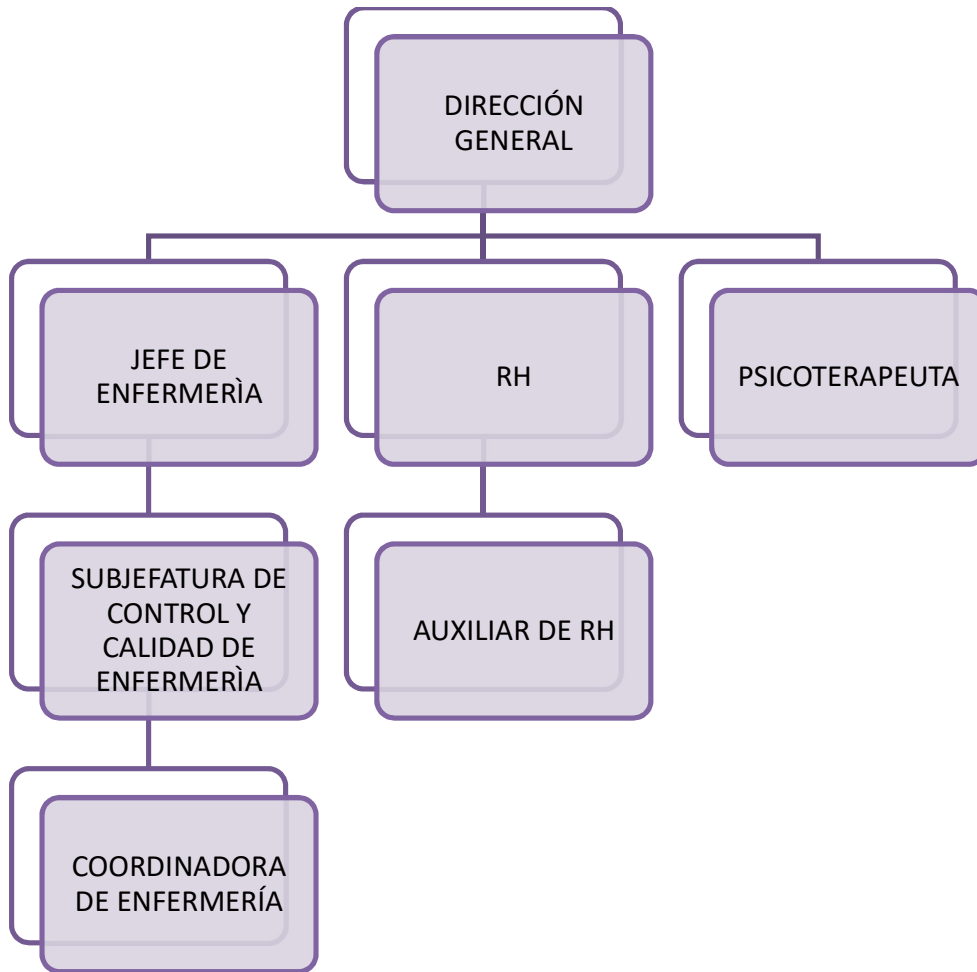 DIRECCIÓN
GENERAL
JEFE DE
ENFERMERÌA
RH
PSICOTERAPEUTA
SUBJEFATURA DE
CONTROL Y
CALIDAD DE
ENFERMERÌA
AUXILIAR DE RH
COORDINADORA
DE ENFERMERÍA